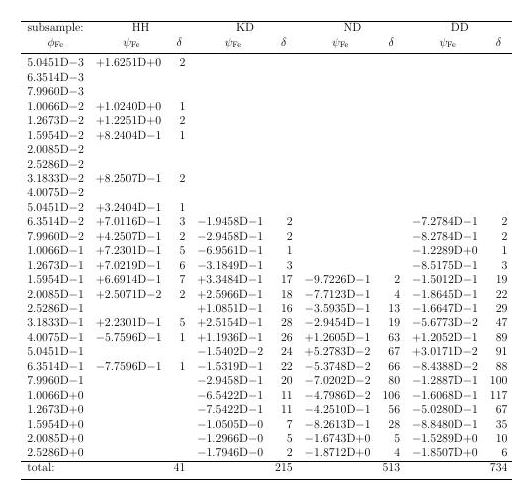 subsample: HH KD ND DD
ϕFe ψFe δ ψFe δ ψFe δ ψFe δ
5.0451D−3 +1.6251D+0 2
6.3514D−3
7.9960D−3
1.0066D−2 +1.0240D+0 1
1.2673D−2 +1.2251D+0 2
1.5954D−2 +8.2404D−1 1
2.0085D−2
2.5286D−2
3.1833D−2 +8.2507D−1 2
4.0075D−2
5.0451D−2 +3.2404D−1 1
6.3514D−2 +7.0116D−1 3 −1.9458D−1 2 −7.2784D−1 2
7.9960D−2 +4.2507D−1 2 −2.9458D−1 2 −8.2784D−1 2
1.0066D−1 +7.2301D−1 5 −6.9561D−1 1 −1.2289D+0 1
1.2673D−1 +7.0219D−1 6 −3.1849D−1 3 −8.5175D−1 3
1.5954D−1 +6.6914D−1 7 +3.3484D−1 17 −9.7226D−1 2 −1.5012D−1 19
2.0085D−1 +2.5071D−2 2 +2.5966D−1 18 −7.7123D−1 4 −1.8645D−1 22
2.5286D−1 +1.0851D−1 16 −3.5935D−1 13 −1.6647D−1 29
3.1833D−1 +2.2301D−1 5 +2.5154D−1 28 −2.9454D−1 19 −5.6773D−2 47
4.0075D−1 −5.7596D−1 1 +1.1936D−1 26 +1.2605D−1 63 +1.2052D−1 89
5.0451D−1 −1.5402D−2 24 +5.2783D−2 67 +3.0171D−2 91
6.3514D−1 −7.7596D−1 1 −1.5319D−1 22 −5.3748D−2 66 −8.4388D−2 88
7.9960D−1 −2.9458D−1 20 −7.0202D−2 80 −1.2887D−1 100
1.0066D+0 −6.5422D−1 11 −4.7986D−2 106 −1.6068D−1 117
1.2673D+0 −7.5422D−1 11 −4.2510D−1 56 −5.0280D−1 67
1.5954D+0 −1.0505D−0 7 −8.2613D−1 28 −8.8480D−1 35
2.0085D+0 −1.2966D−0 5 −1.6743D+0 5 −1.5289D+0 10
2.5286D+0 −1.7946D−0 2 −1.8712D+0 4 −1.8507D+0 6
total: 41 215 513 734